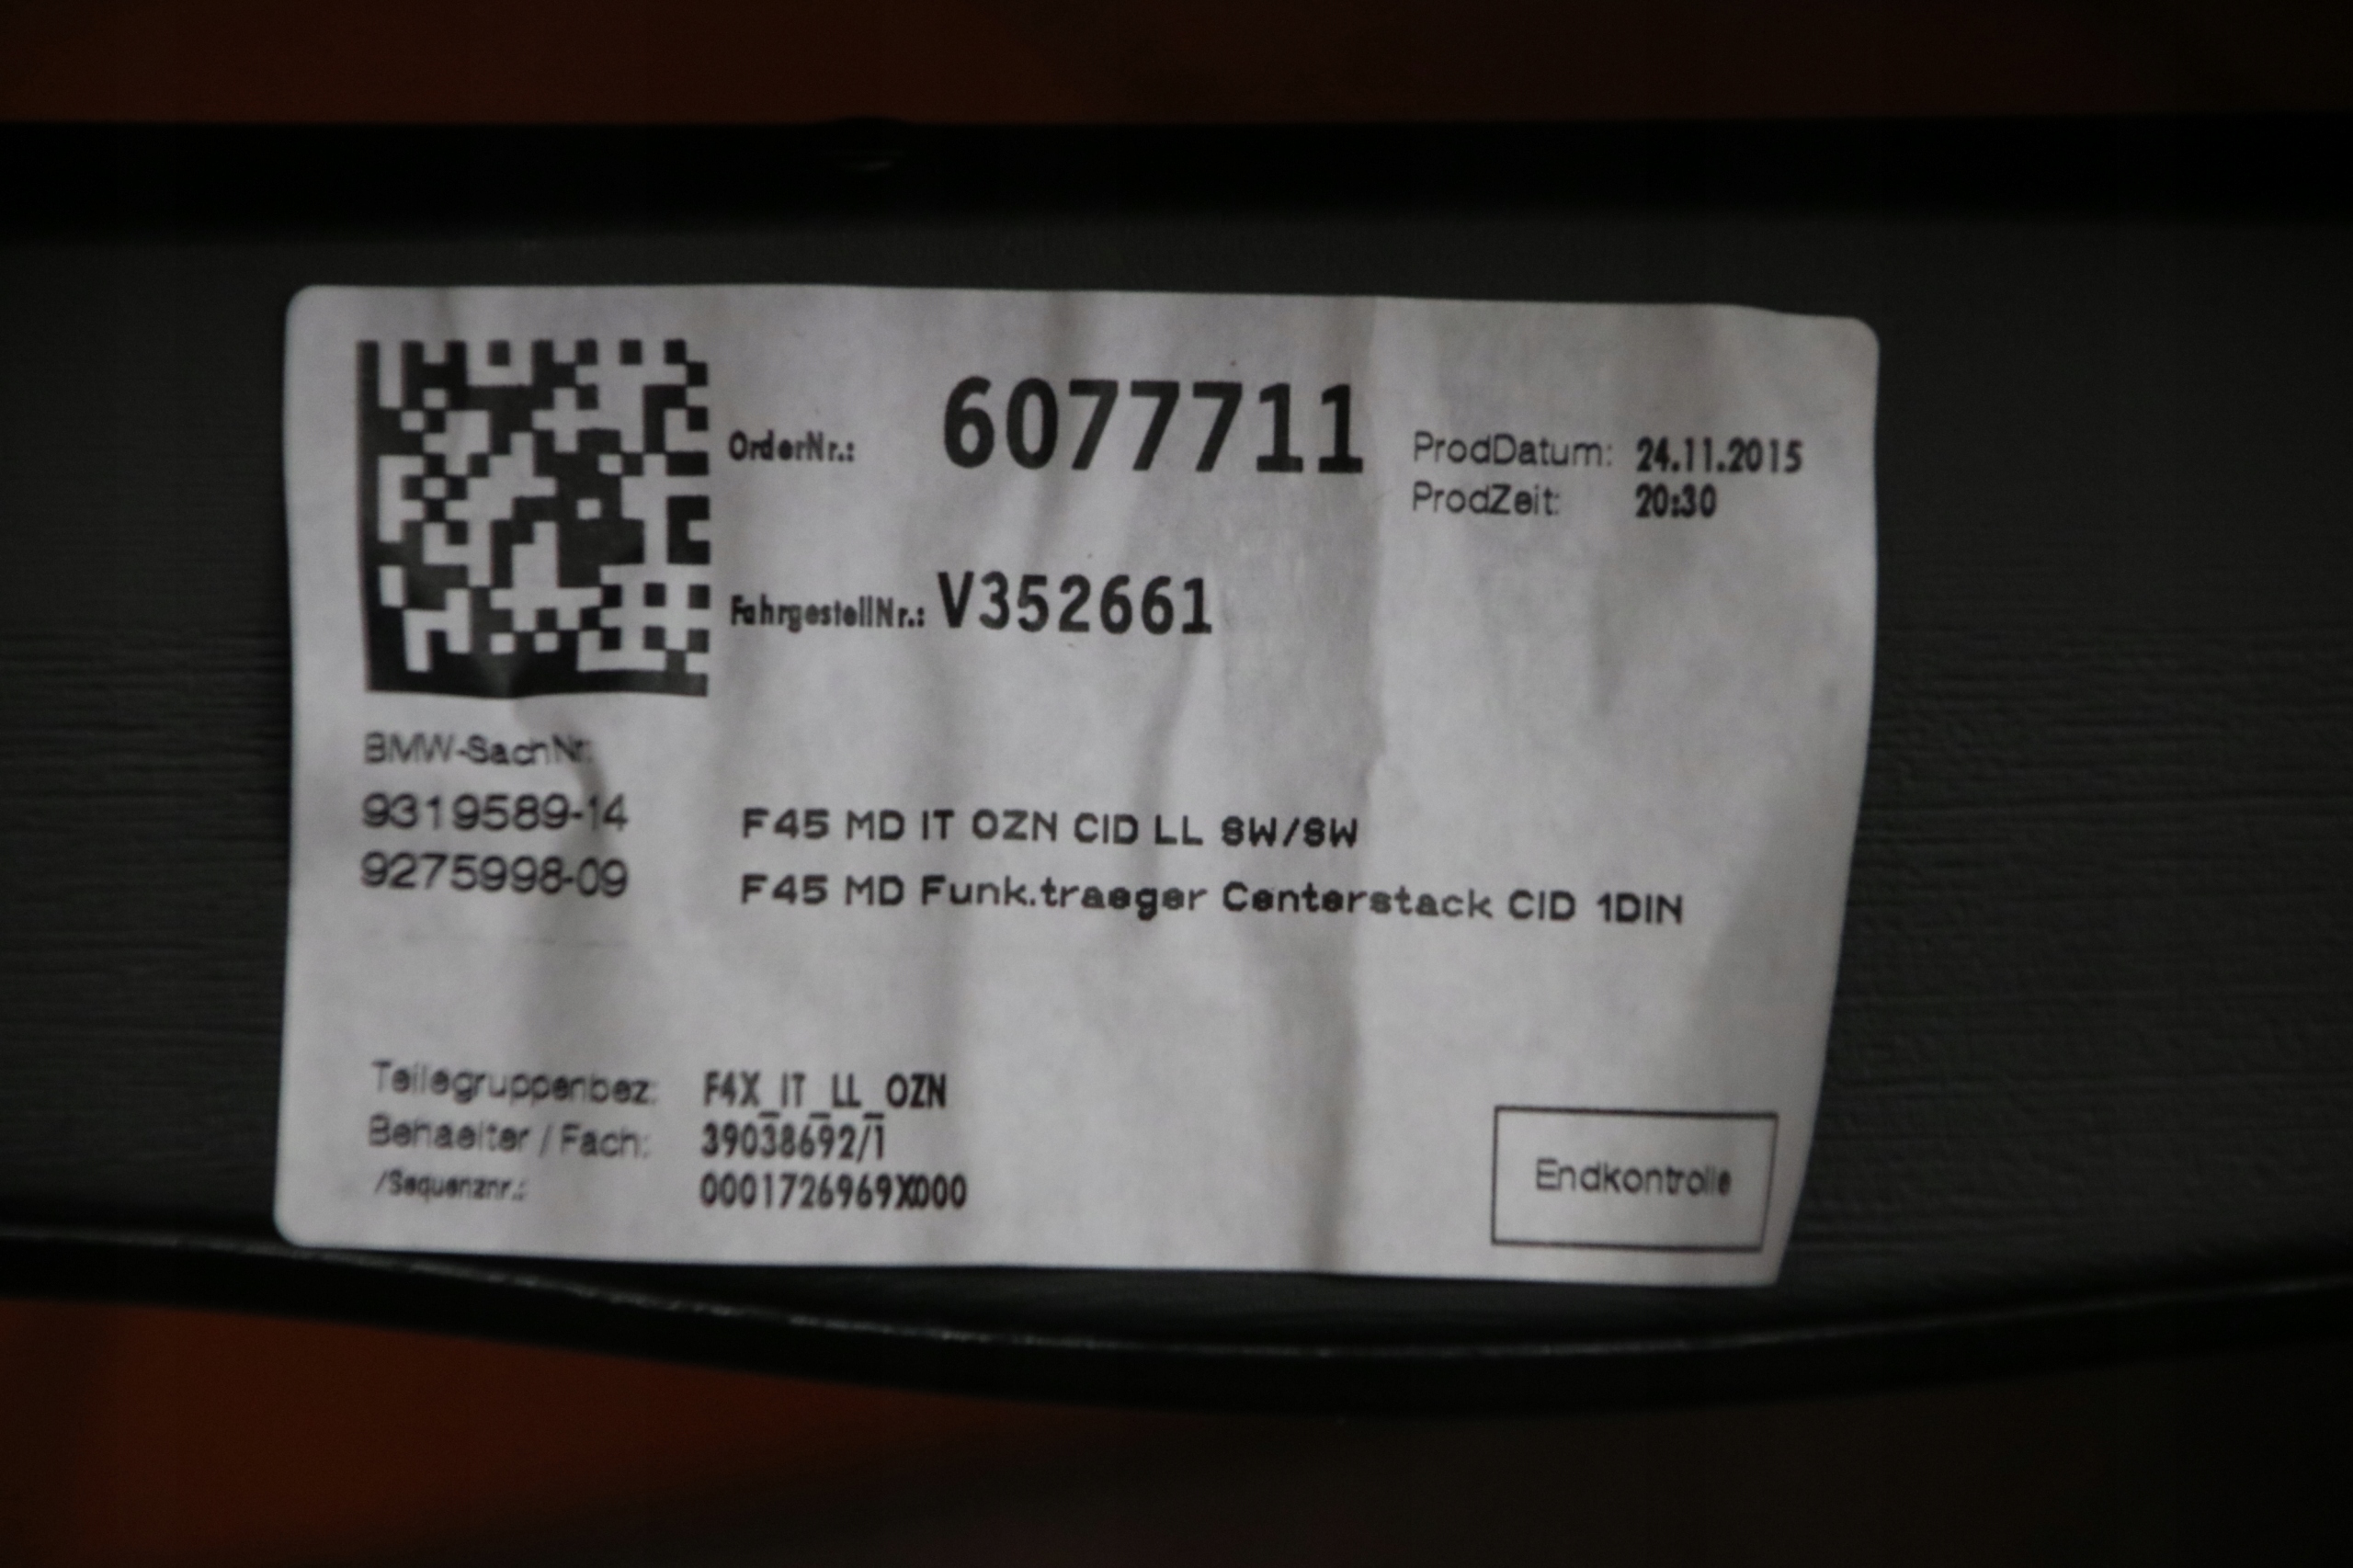 OrderNr.: 6077711
ProdDatum: 24.11.2015
ProdZeit: 20:30
FahrgestellNr.: V352661
BMW-SachNr.
9319589-14 F45 MD IT OZN CID LL SW/SW
9275998-09 F45 MD Funk.traeger Centerstack CID 1DIN
Teilegruppenbez: F4X_IT_LL_OZN
Behaelter / Fach: 39038692/1
/Sequenznr.: 0001726969X000
Endkontrolle